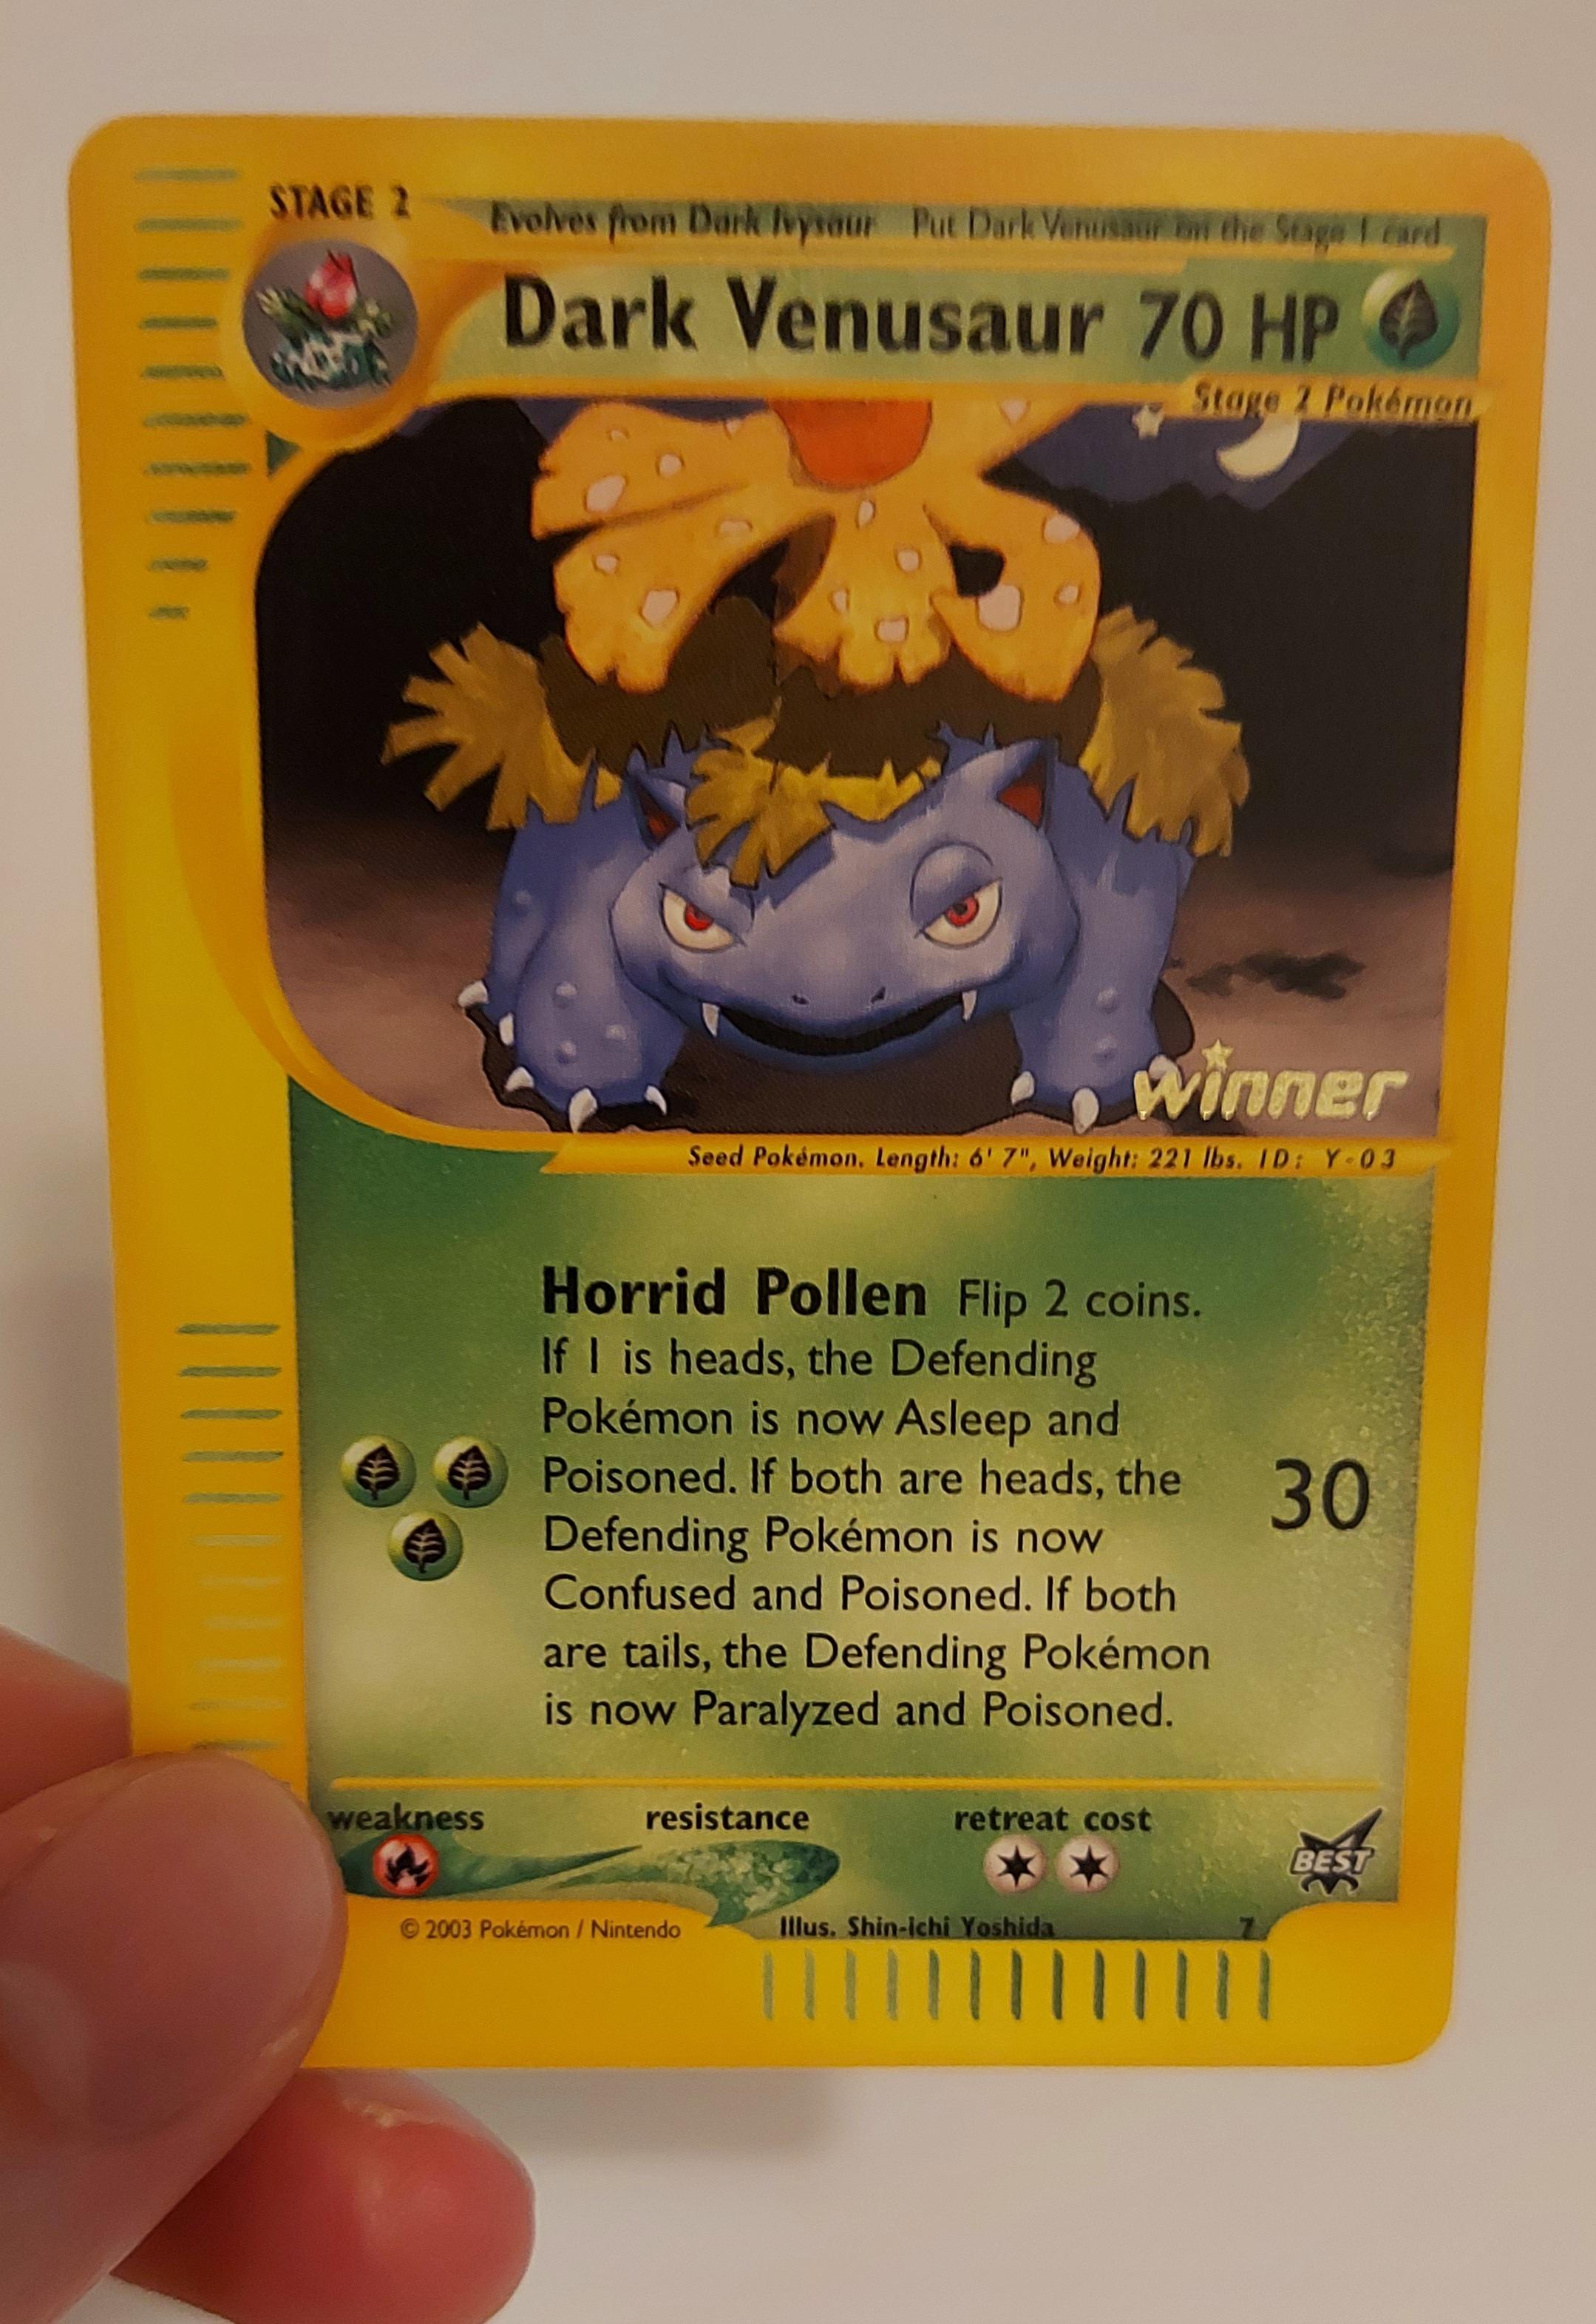 STAGE 2
Evolves from Dark Ivysaur Put Dark Venusaur on the Stage 1 card
Dark Venusaur 70 HP
Stage 2 Pokémon
winner
Seed Pokémon. Length: 6' 7", Weight: 221 lbs. ID: Y-03
Horrid Pollen Flip 2 coins.
If 1 is heads, the Defending
Pokémon is now Asleep and
Poisoned. If both are heads, the
Defending Pokémon is now
Confused and Poisoned. If both
are tails, the Defending Pokémon
is now Paralyzed and Poisoned.
30
weakness resistance retreat cost
BEST
© 2003 Pokémon / Nintendo Illus. Shin-ichi Yoshida 7